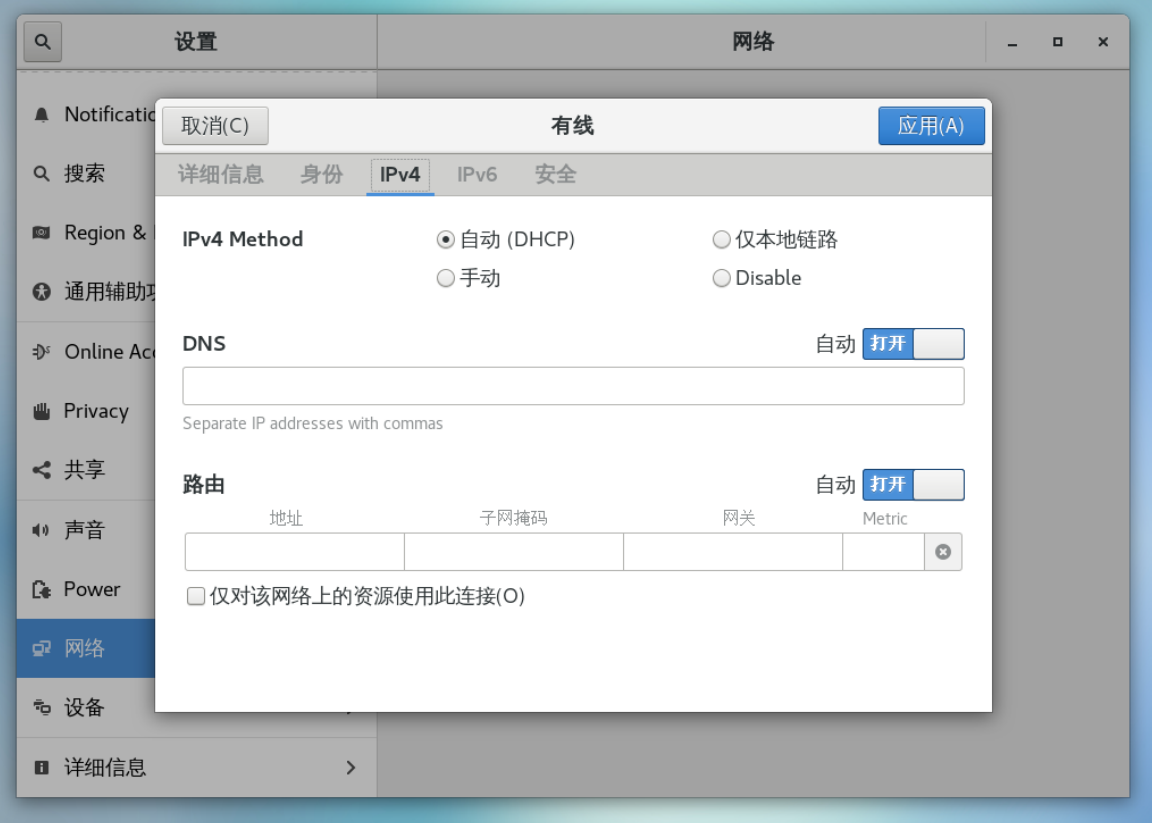 设置
网络
Notificatio
搜索
Region &
通用辅助功
Online Acc
Privacy
共享
声音
Power
网络
设备
详细信息
取消(C)
有线
应用(A)
详细信息 身份 IPv4 IPv6 安全
IPv4 Method
自动 (DHCP)
仅本地链路
手动
Disable
DNS
自动 打开
Separate IP addresses with commas
路由
自动 打开
地址 子网掩码 网关 Metric
仅对该网络上的资源使用此连接(O)